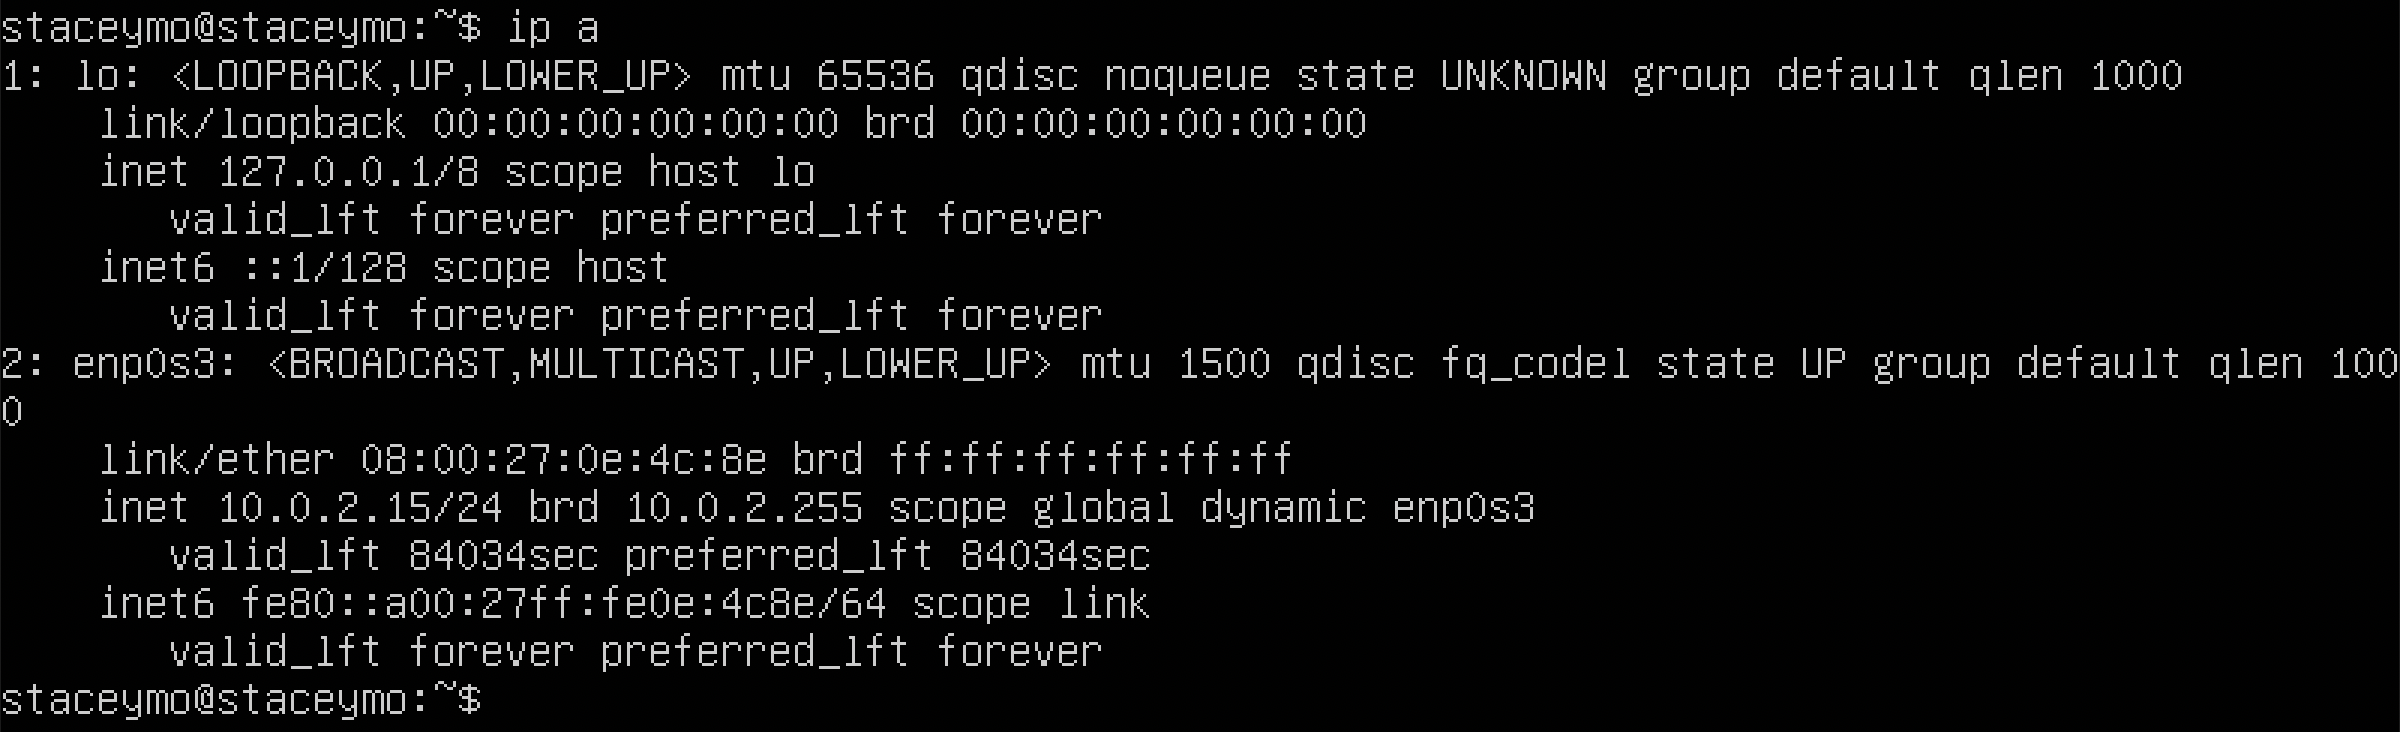 staceymo@staceymo:~$ ip a
1: lo: <LOOPBACK,UP,LOWER_UP> mtu 65536 qdisc noqueue state UNKNOWN group default qlen 1000
    link/loopback 00:00:00:00:00:00 brd 00:00:00:00:00:00
    inet 127.0.0.1/8 scope host lo
       valid_lft forever preferred_lft forever
    inet6 ::1/128 scope host
       valid_lft forever preferred_lft forever
2: enp0s3: <BROADCAST,MULTICAST,UP,LOWER_UP> mtu 1500 qdisc fq_codel state UP group default qlen 100
0
    link/ether 08:00:27:0e:4c:8e brd ff:ff:ff:ff:ff:ff
    inet 10.0.2.15/24 brd 10.0.2.255 scope global dynamic enp0s3
       valid_lft 84034sec preferred_lft 84034sec
    inet6 fe80::a00:27ff:fe0e:4c8e/64 scope link
       valid_lft forever preferred_lft forever
staceymo@staceymo:~$